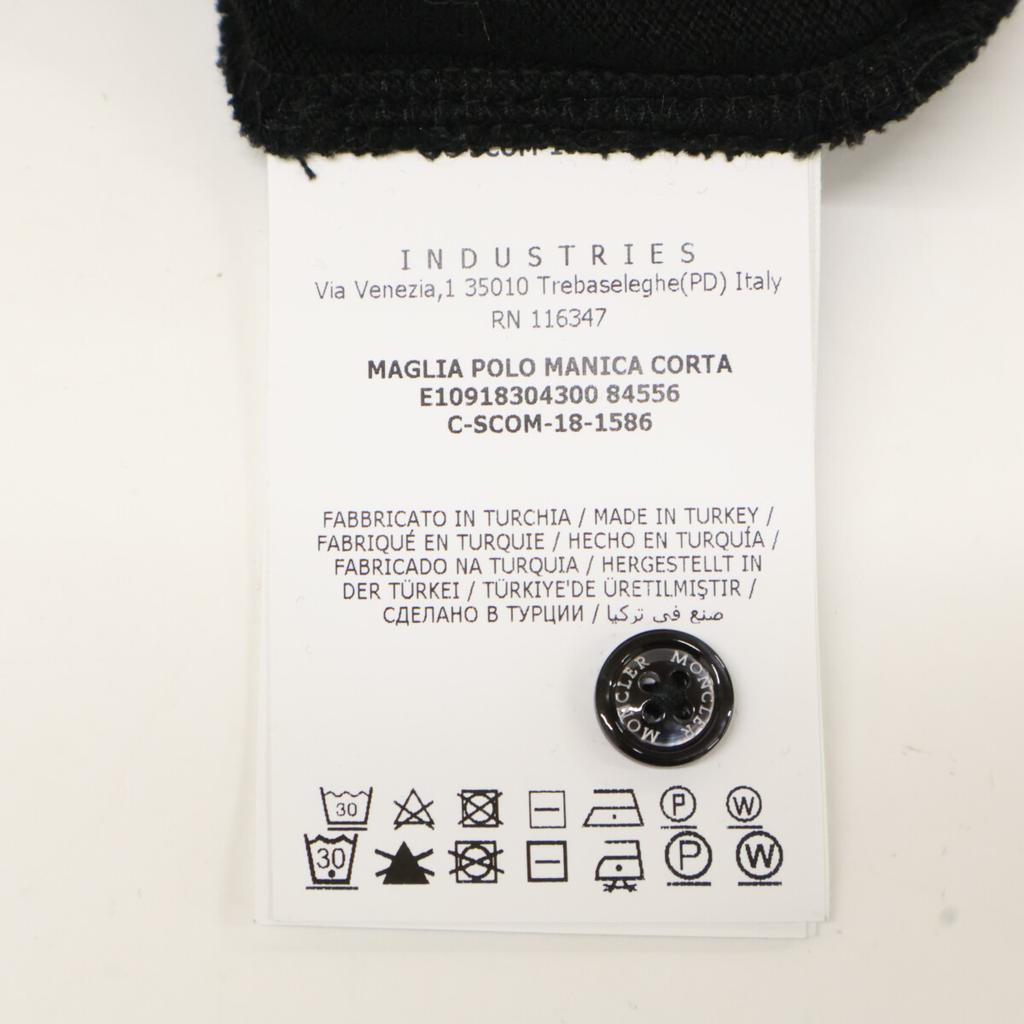 INDUSTRIES
Via Venezia,1 35010 Trebaseleghe(PD) Italy
RN 116347
MAGLIA POLO MANICA CORTA
E10918304300 84556
C-SCOM-18-1586
FABBRICATO IN TURCHIA / MADE IN TURKEY /
FABRIQUÉ EN TURQUIE / HECHO EN TURQUÍA /
FABRICADO NA TURQUIA / HERGESTELLT IN
DER TÜRKEI / TÜRKIYE'DE ÜRETILMIŞTIR /
СДЕЛАНО В ТУРЦИИ / صنع في تركيا
MONCLER MONCLER
30 P W
30 P W